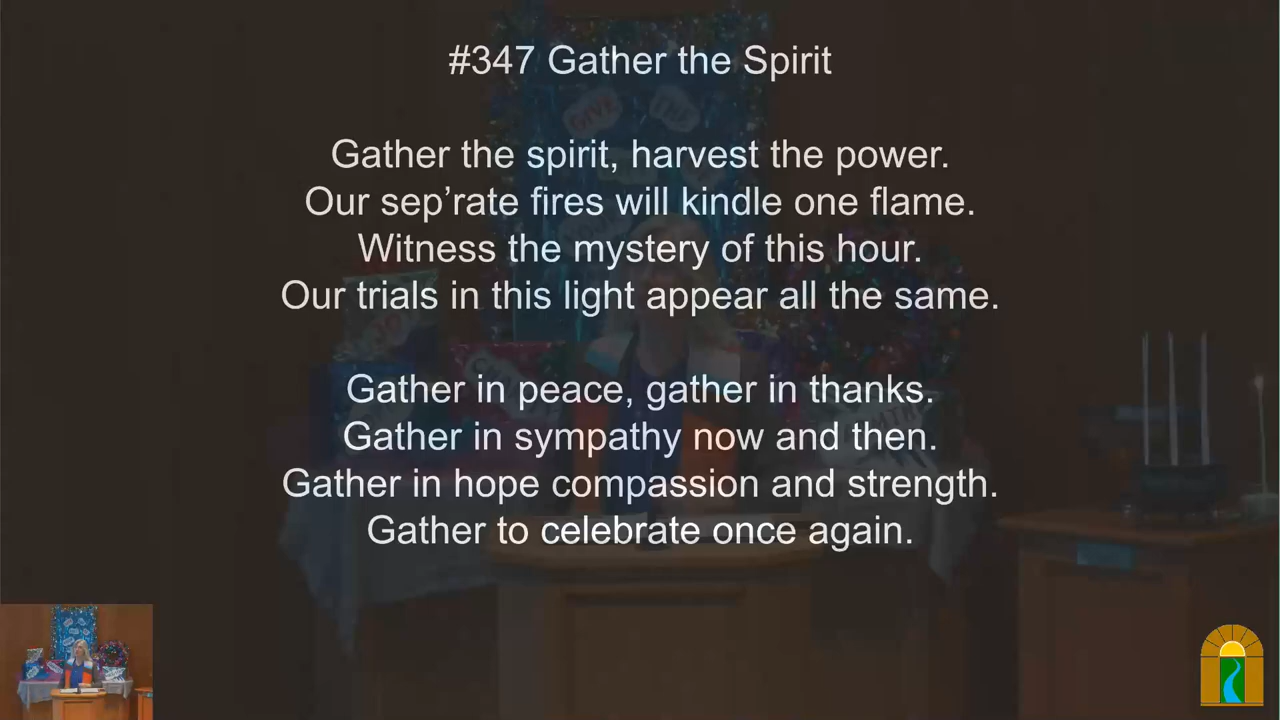 #347 Gather the Spirit
Gather the spirit, harvest the power.
Our sep’rate fires will kindle one flame.
Witness the mystery of this hour.
Our trials in this light appear all the same.
Gather in peace, gather in thanks.
Gather in sympathy now and then.
Gather in hope compassion and strength.
Gather to celebrate once again.
GIVE THE